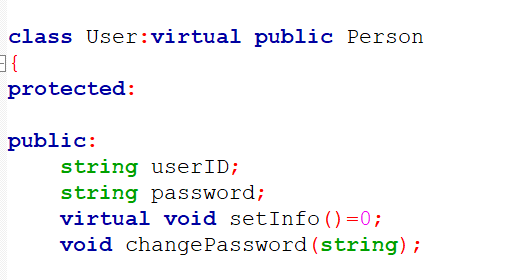 class User:virtual public Person
{
protected:
public:
string userID;
string password;
virtual void setInfo()=0;
void changePassword(string);